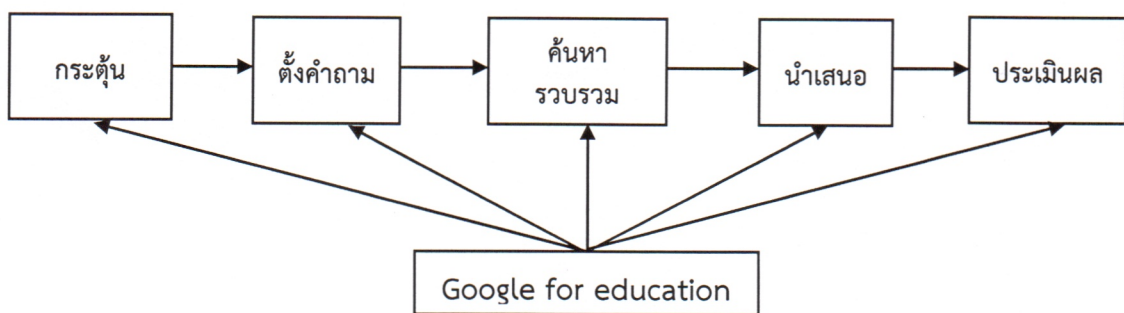 กระตุ้น
ตั้งคำถาม
ค้นหา
รวบรวม
นำเสนอ
ประเมินผล
Google for education